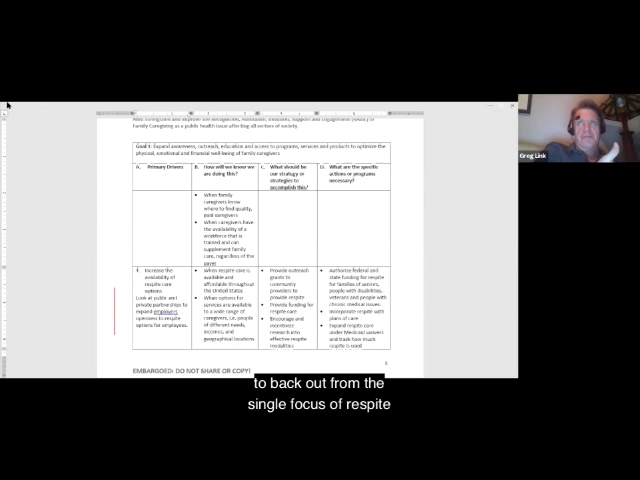 Family Caregiving as a public health issue affecting all sectors of society.
Goal 1: Expand awareness, outreach, education and access to programs, services and products to optimize the
physical, emotional and financial well-being of family caregivers
A. Primary Drivers
B. How will we know we
are doing this?
C. What should be
our strategy or
strategies to
accomplish this?
D. What are the specific
actions or programs
necessary?
• When family
caregivers know
where to find quality,
paid caregivers
• When caregivers have
the availability of a
workforce that is
trained and can
supplement family
care, regardless of the
payer
Increase the
availability of
respite care
options
Look at public and
private partnerships to
expand employers
openness to respite
options for employees.
• When respite care is
available and
affordable throughout
the United States
• When options for
services are available
to a wide range of
caregivers, i.e. people
of different needs,
incomes, and
geographical locations
• Provide outreach
grants to
community
providers to
provide respite
• Provide funding for
respite care
• Encourage and
incentivize
research into
effective respite
modalities
• Authorize federal and
state funding for respite
for families of seniors,
people with disabilities,
veterans and people with
chronic medical issues
• Incorporate respite with
plans of care
• Expand respite care
under Medicaid waivers
and track how much
respite is used
EMBARGOED: DO NOT SHARE OR COPY!
Greg Link
to back out from the
single focus of respite